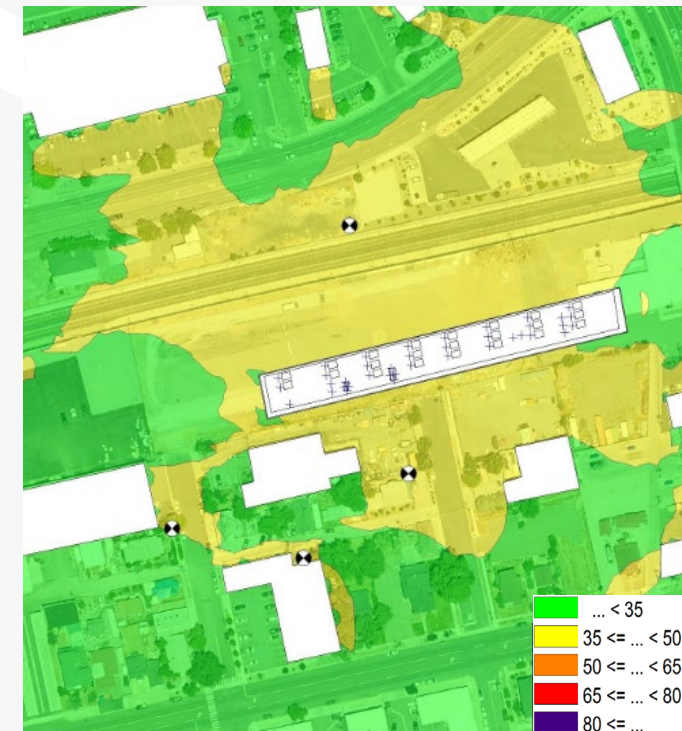 ... < 35
35 <= ... < 50
50 <= ... < 65
65 <= ... < 80
80 <= ...